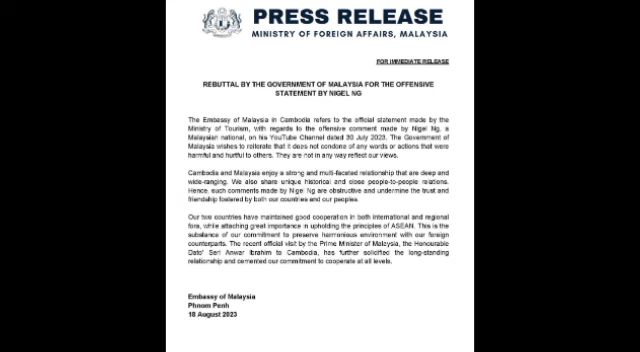 PRESS RELEASE
MINISTRY OF FOREIGN AFFAIRS, MALAYSIA
FOR IMMEDIATE RELEASE
REBUTTAL BY THE GOVERNMENT OF MALAYSIA FOR THE OFFENSIVE
STATEMENT BY NIGEL NG
The Embassy of Malaysia in Cambodia refers to the official statement made by the
Ministry of Tourism, with regards to the offensive comment made by Nigel Ng, a
Malaysian national, on his YouTube Channel dated 30 July 2023. The Government of
Malaysia wishes to reiterate that it does not condone of any words or actions that were
harmful and hurtful to others. They are not in any way reflect our views.
Cambodia and Malaysia enjoy a strong and multi-faceted relationship that are deep and
wide-ranging. We also share unique historical and close people-to-people relations.
Hence, such comments made by Nigel Ng are obstructive and undermine the trust and
friendship fostered by both our countries and our peoples.
Our two countries have maintained good cooperation in both international and regional
fora, while attaching great importance in upholding the principles of ASEAN. This is the
substance of our commitment to preserve harmonious environment with our foreign
counterparts. The recent official visit by the Prime Minister of Malaysia, the Honourable
Dato' Seri Anwar Ibrahim to Cambodia, has further solidified the long-standing
relationship and cemented our commitment to cooperate at all levels.
Embassy of Malaysia
Phnom Penh
18 August 2023